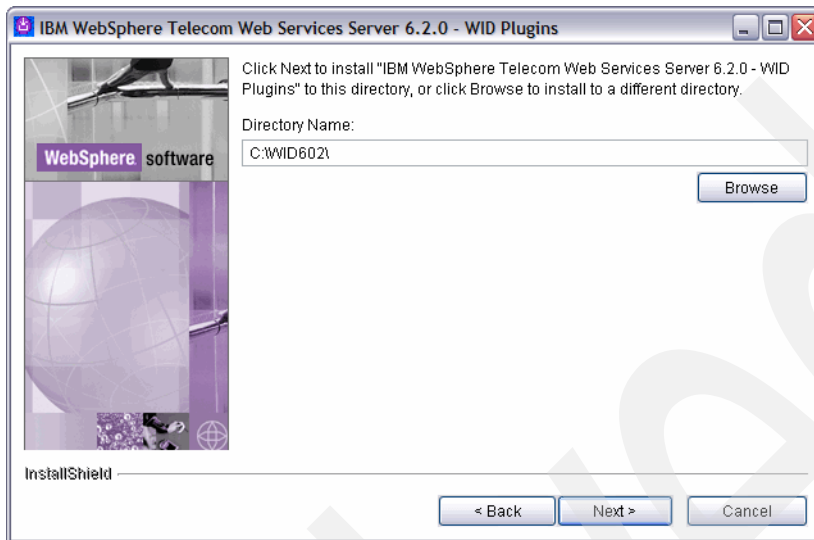 IBM WebSphere Telecom Web Services Server 6.2.0 - WID Plugins
Click Next to install "IBM WebSphere Telecom Web Services Server 6.2.0 - WID
Plugins" to this directory, or click Browse to install to a different directory.
Directory Name:
C:\WID602\
Browse
WebSphere software
InstallShield
< Back
Next >
Cancel